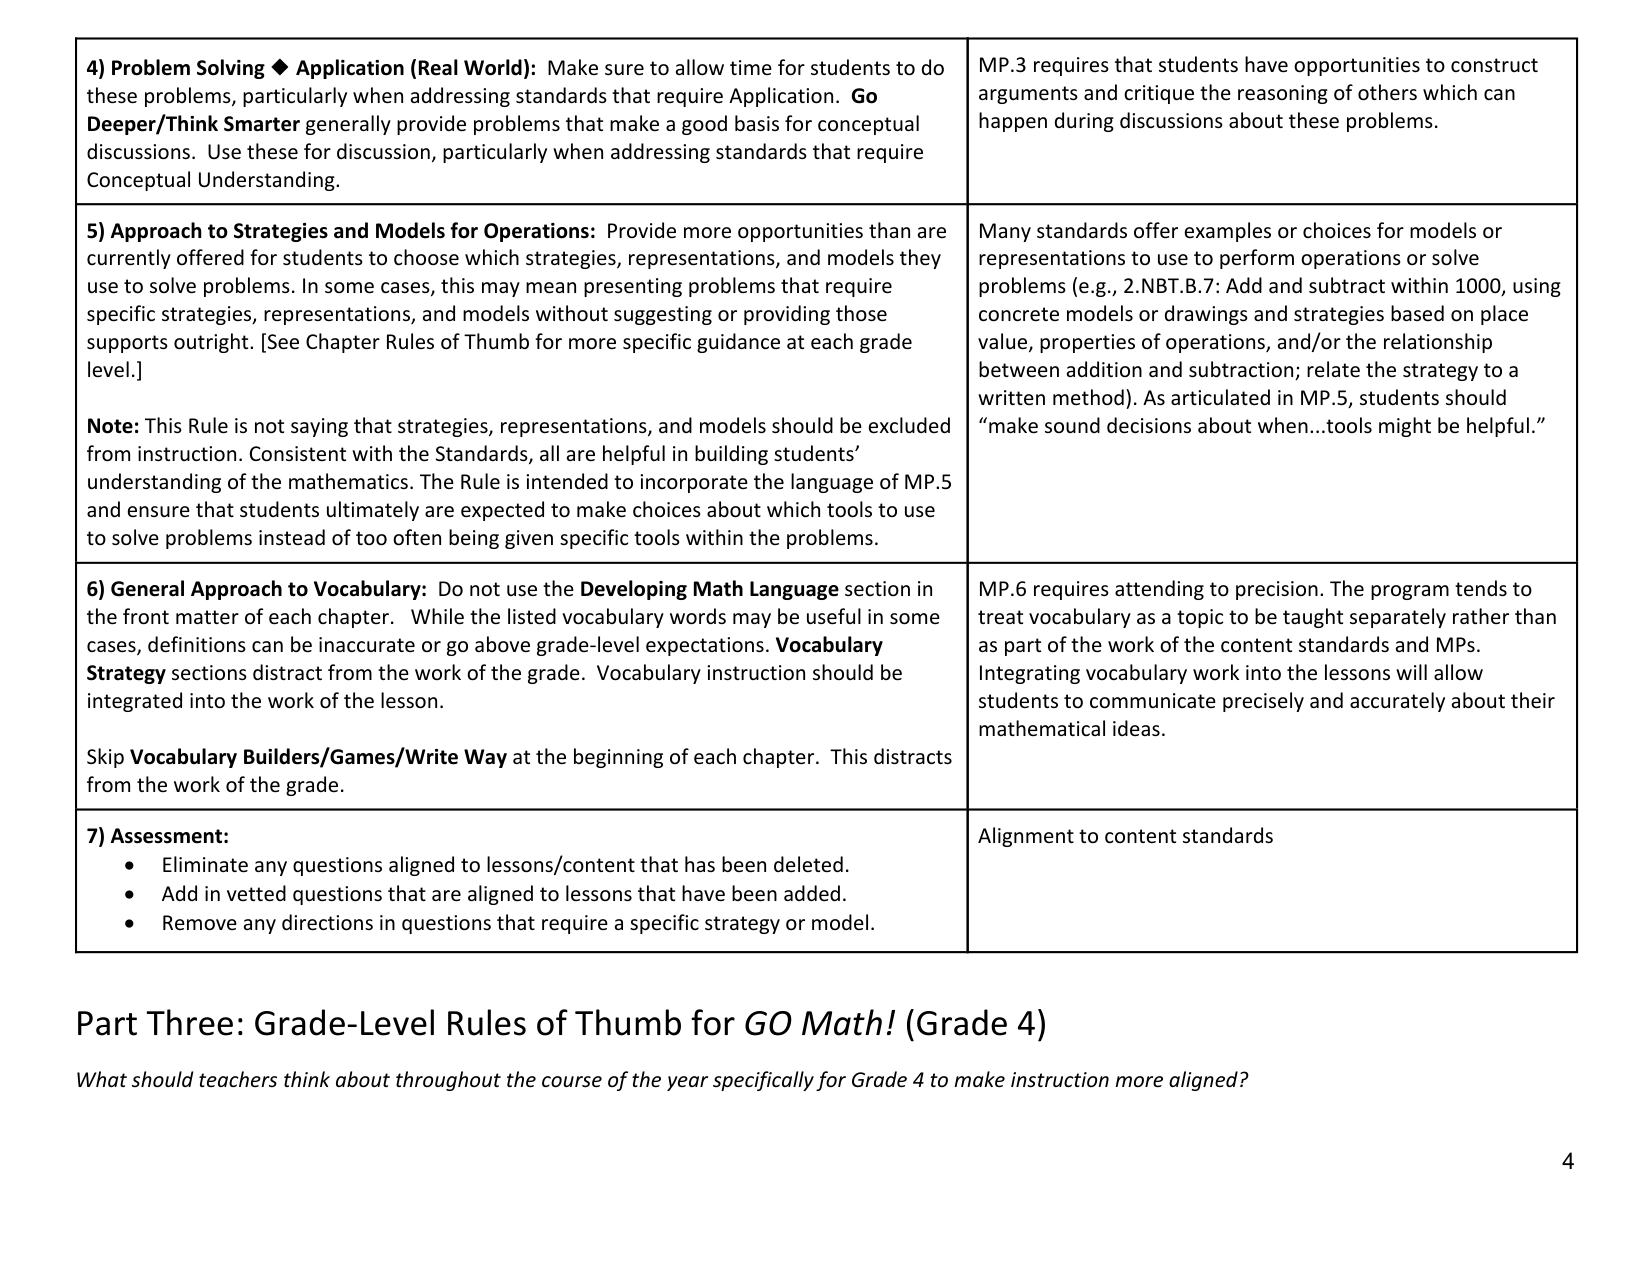 4) Problem Solving ◆ Application (Real World):  Make sure to allow time for students to do
these problems, particularly when addressing standards that require Application.  Go
Deeper/Think Smarter generally provide problems that make a good basis for conceptual
discussions.  Use these for discussion, particularly when addressing standards that require
Conceptual Understanding.
MP.3 requires that students have opportunities to construct
arguments and critique the reasoning of others which can
happen during discussions about these problems.
5) Approach to Strategies and Models for Operations:  Provide more opportunities than are
currently offered for students to choose which strategies, representations, and models they
use to solve problems. In some cases, this may mean presenting problems that require
specific strategies, representations, and models without suggesting or providing those
supports outright. [See Chapter Rules of Thumb for more specific guidance at each grade
level.]
Note: This Rule is not saying that strategies, representations, and models should be excluded
from instruction. Consistent with the Standards, all are helpful in building students’
understanding of the mathematics. The Rule is intended to incorporate the language of MP.5
and ensure that students ultimately are expected to make choices about which tools to use
to solve problems instead of too often being given specific tools within the problems.
Many standards offer examples or choices for models or
representations to use to perform operations or solve
problems (e.g., 2.NBT.B.7: Add and subtract within 1000, using
concrete models or drawings and strategies based on place
value, properties of operations, and/or the relationship
between addition and subtraction; relate the strategy to a
written method). As articulated in MP.5, students should
“make sound decisions about when...tools might be helpful.”
6) General Approach to Vocabulary:  Do not use the Developing Math Language section in
the front matter of each chapter.   While the listed vocabulary words may be useful in some
cases, definitions can be inaccurate or go above grade-level expectations. Vocabulary
Strategy sections distract from the work of the grade.  Vocabulary instruction should be
integrated into the work of the lesson.
Skip Vocabulary Builders/Games/Write Way at the beginning of each chapter.  This distracts
from the work of the grade.
MP.6 requires attending to precision. The program tends to
treat vocabulary as a topic to be taught separately rather than
as part of the work of the content standards and MPs.
Integrating vocabulary work into the lessons will allow
students to communicate precisely and accurately about their
mathematical ideas.
7) Assessment:
• Eliminate any questions aligned to lessons/content that has been deleted.
• Add in vetted questions that are aligned to lessons that have been added.
• Remove any directions in questions that require a specific strategy or model.
Alignment to content standards
Part Three: Grade-Level Rules of Thumb for GO Math! (Grade 4)
What should teachers think about throughout the course of the year specifically for Grade 4 to make instruction more aligned?
4